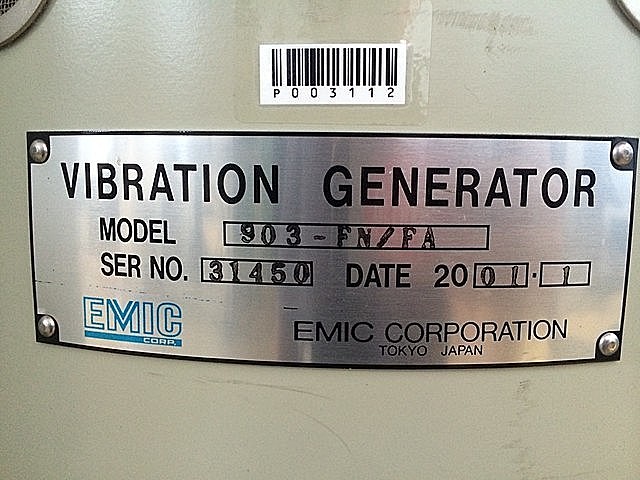 P003112
VIBRATION GENERATOR
MODEL 903-FN/FA
SER NO. 31450 DATE 2001.1
EMIC
CORP.
EMIC CORPORATION
TOKYO JAPAN